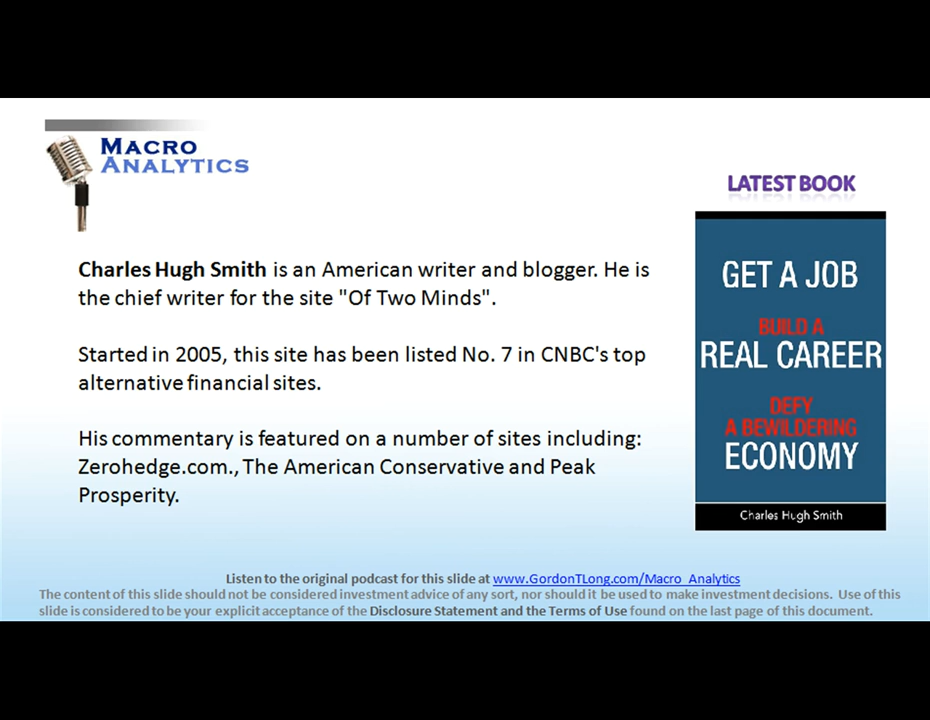 MACRO
ANALYTICS
LATEST BOOK
GET A JOB
BUILD A
REAL CAREER
DEFY
A BEWILDERING
ECONOMY
Charles Hugh Smith
Charles Hugh Smith is an American writer and blogger. He is
the chief writer for the site "Of Two Minds".
Started in 2005, this site has been listed No. 7 in CNBC's top
alternative financial sites.
His commentary is featured on a number of sites including:
Zerohedge.com., The American Conservative and Peak
Prosperity.
Listen to the original podcast for this slide at www.GordonTLong.com/Macro_Analytics
The content of this slide should not be considered investment advice of any sort, nor should it be used to make investment decisions. Use of this
slide is considered to be your explicit acceptance of the Disclosure Statement and the Terms of Use found on the last page of this document.